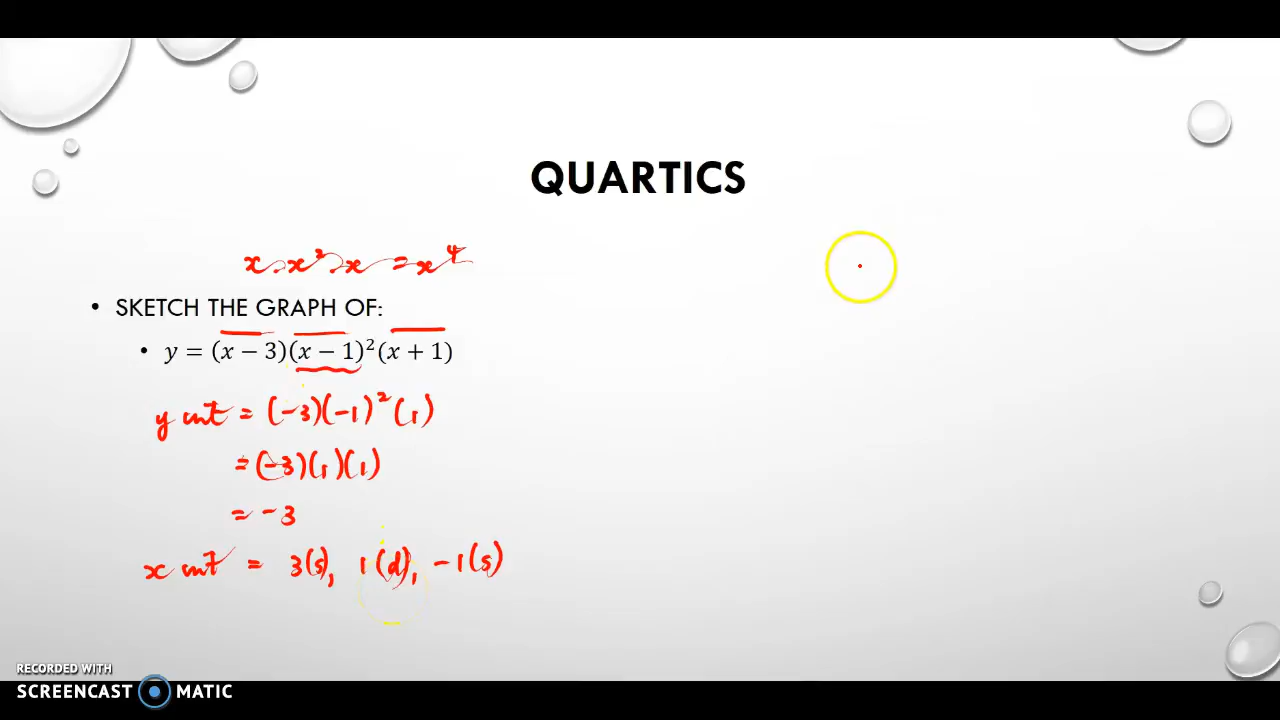 QUARTICS
x.x².x = x⁴
• SKETCH THE GRAPH OF:
• y = (x − 3)(x − 1)²(x + 1)
y int = (-3)(-1)²(1)
= (-3)(1)(1)
= -3
x int = 3(s), 1(d), -1(s)
RECORDED WITH
SCREENCAST MATIC